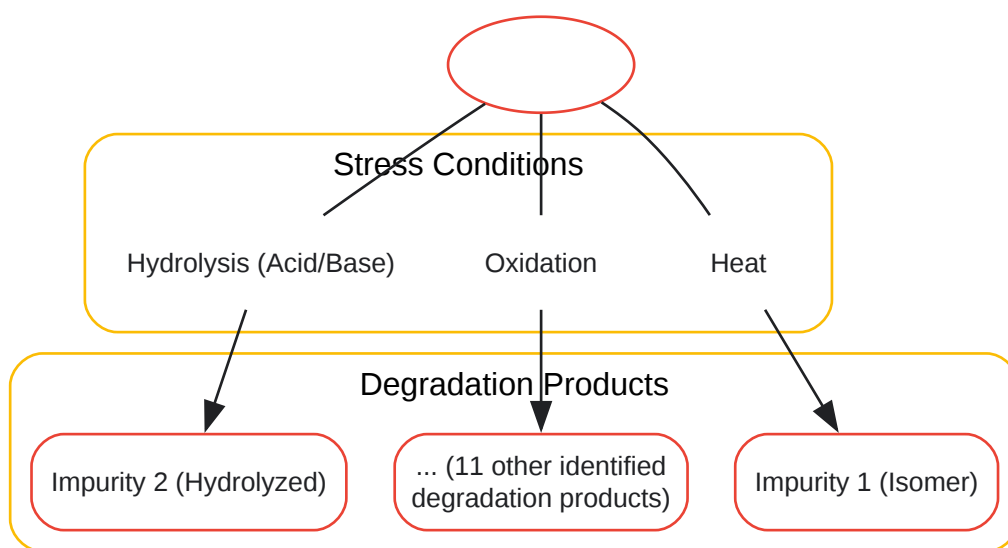 Stress Conditions
Hydrolysis (Acid/Base)
Oxidation
Heat
Degradation Products
Impurity 2 (Hydrolyzed)
... (11 other identified
degradation products)
Impurity 1 (Isomer)